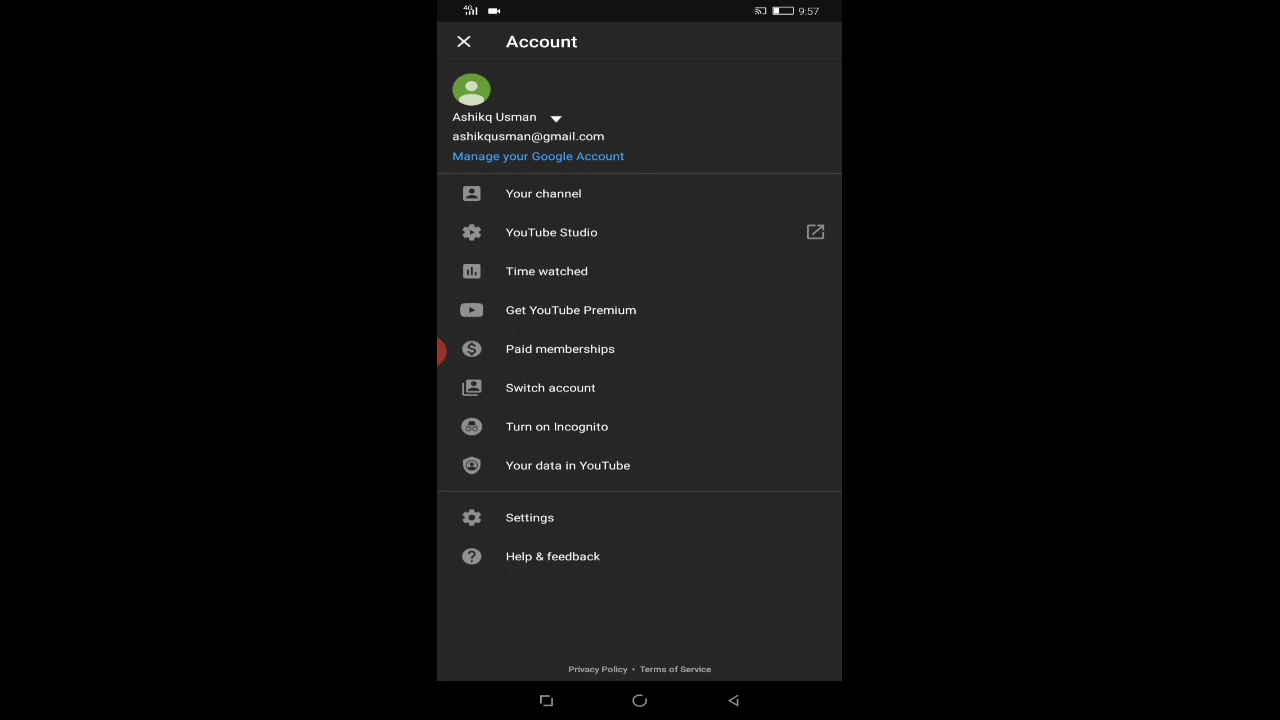 4G 9:57
Account
Ashikq Usman
ashikqusman@gmail.com
Manage your Google Account
Your channel
YouTube Studio
Time watched
Get YouTube Premium
Paid memberships
Switch account
Turn on Incognito
Your data in YouTube
Settings
Help & feedback
Privacy Policy • Terms of Service